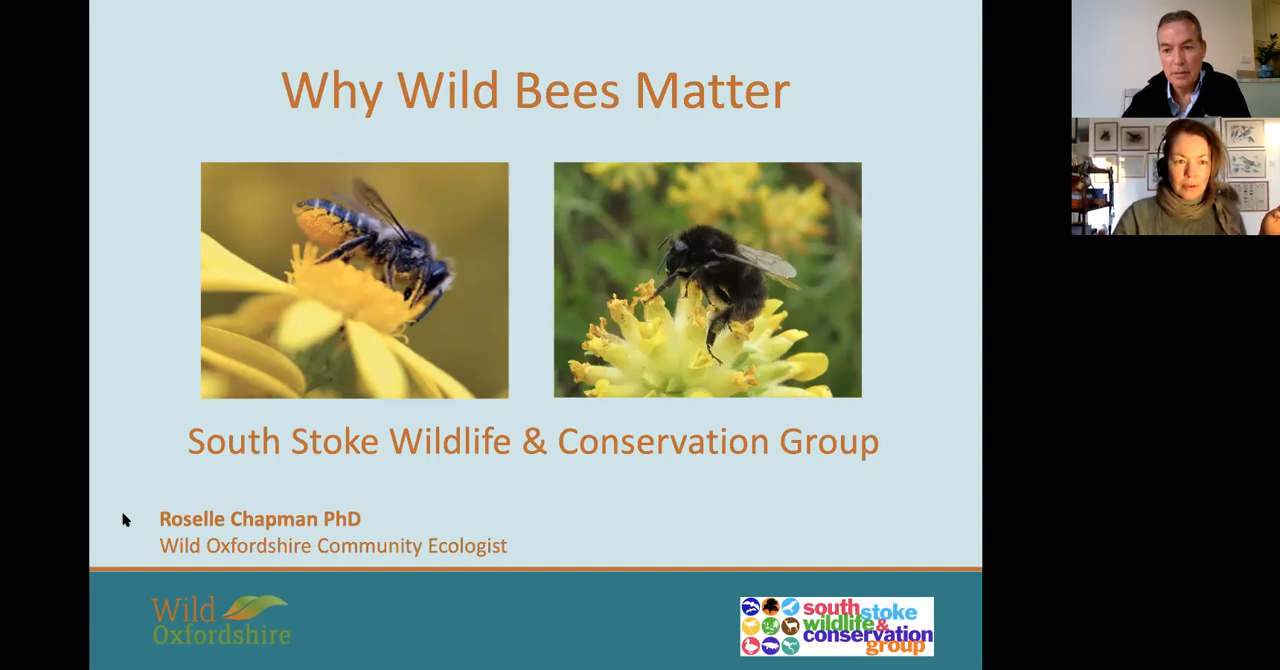 Why Wild Bees Matter
South Stoke Wildlife & Conservation Group
Roselle Chapman PhD
Wild Oxfordshire Community Ecologist
Wild
Oxfordshire
south stoke
wildlife &
conservation
group